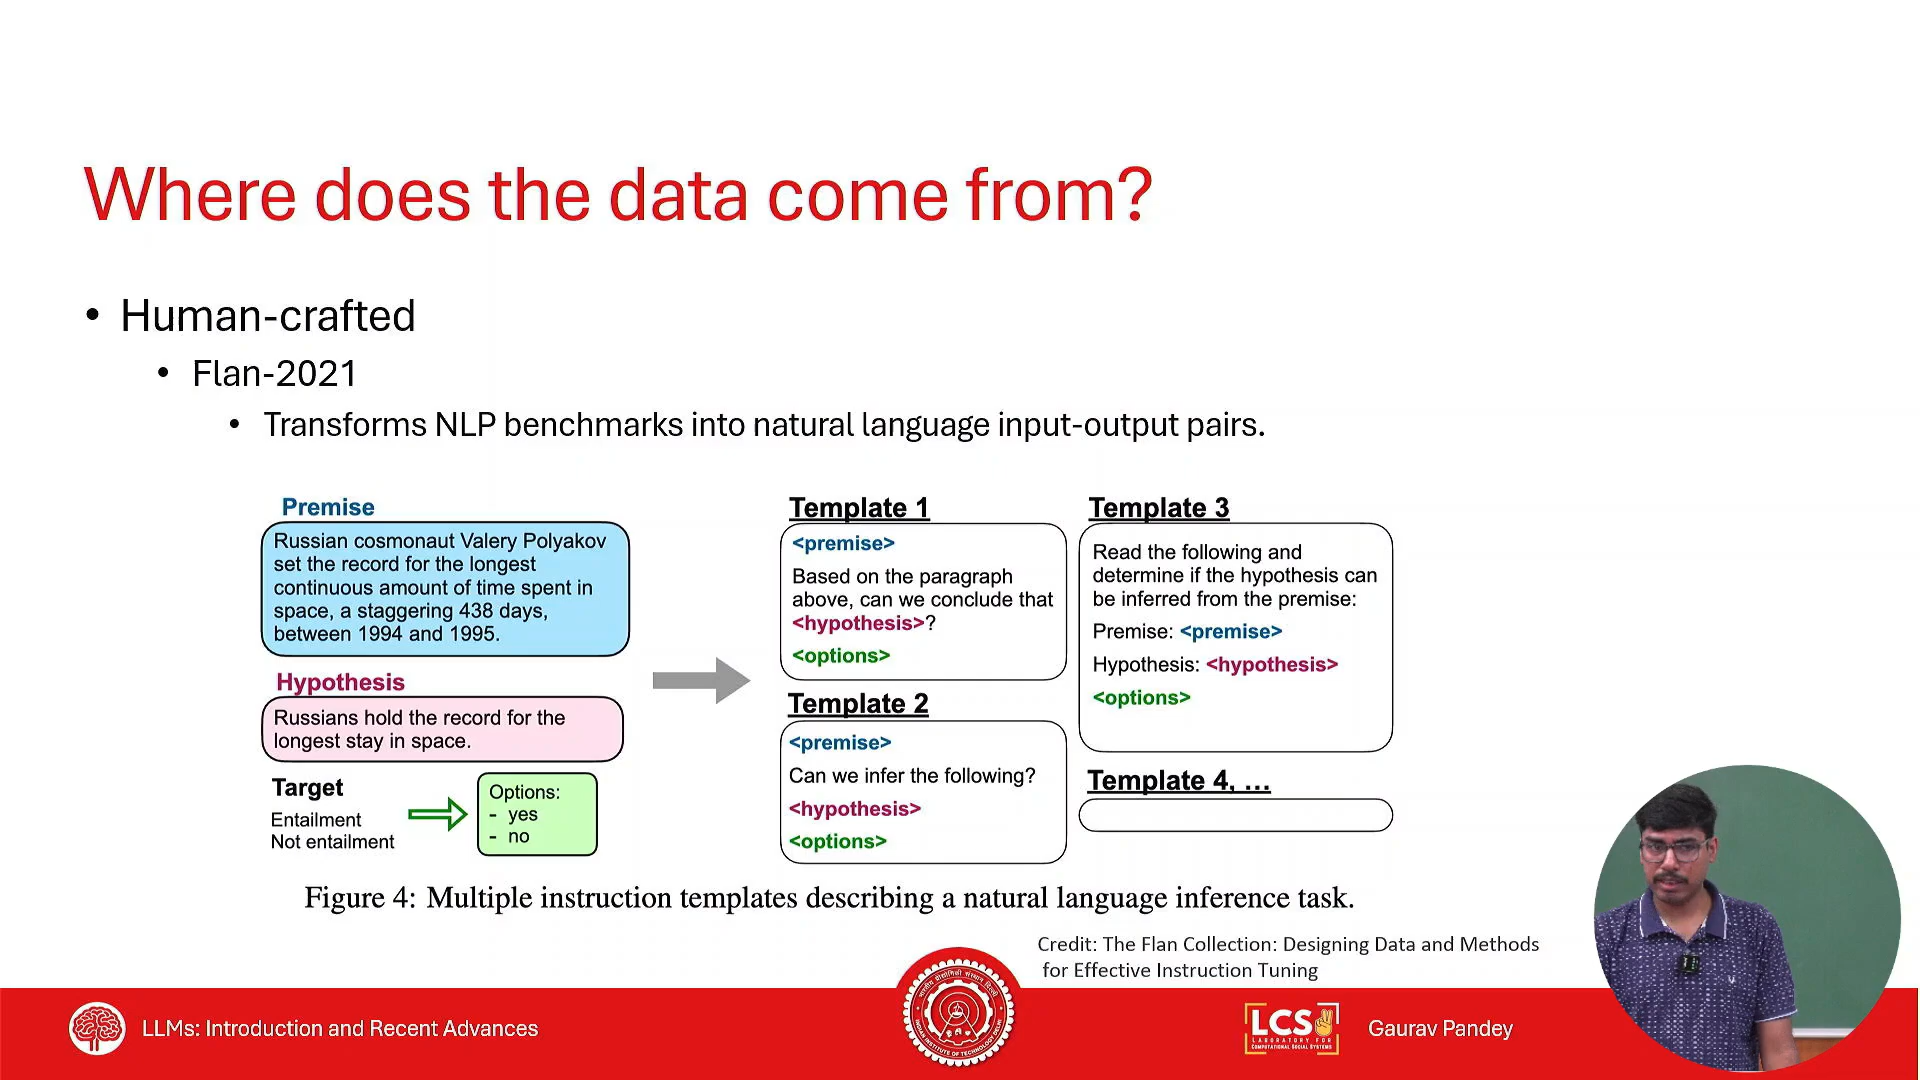 Where does the data come from?
• Human-crafted
• Flan-2021
• Transforms NLP benchmarks into natural language input-output pairs.
Premise
Russian cosmonaut Valery Polyakov
set the record for the longest
continuous amount of time spent in
space, a staggering 438 days,
between 1994 and 1995.
Hypothesis
Russians hold the record for the
longest stay in space.
Target
Entailment
Not entailment
Options:
- yes
- no
Template 1
<premise>
Based on the paragraph
above, can we conclude that
<hypothesis>?
<options>
Template 2
<premise>
Can we infer the following?
<hypothesis>
<options>
Template 3
Read the following and
determine if the hypothesis can
be inferred from the premise:
Premise: <premise>
Hypothesis: <hypothesis>
<options>
Template 4, ...
Figure 4: Multiple instruction templates describing a natural language inference task.
Credit: The Flan Collection: Designing Data and Methods
for Effective Instruction Tuning
LLMs: Introduction and Recent Advances
LCS
LABORATORY FOR
COMPUTATIONAL SOCIAL SYSTEMS
Gaurav Pandey